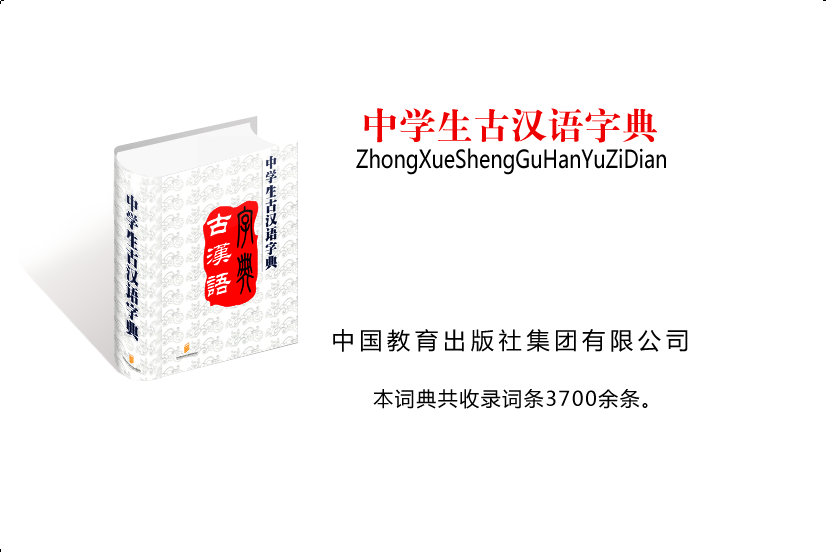 中学生古汉语字典
ZhongXueShengGuHanYuZiDian
中国教育出版社集团有限公司
本词典共收录词条3700余条。
中学生古汉语字典
中学生古汉语字典
古漢語
字典